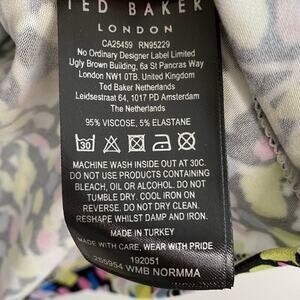 TED BAKER
LONDON
CA25459 RN95229
No Ordinary Designer Label Limited
Ugly Brown Building, 6a St Pancras Way
London NW1 0TB. United Kingdom
Ted Baker Netherlands
Leidsestraat 64, 1017 PD Amsterdam
The Netherlands
95% VISCOSE, 5% ELASTANE
30
MACHINE WASH INSIDE OUT AT 30C.
DO NOT USE PRODUCTS CONTAINING
BLEACH, OIL OR ALCOHOL. DO NOT
TUMBLE DRY. COOL IRON ON
REVERSE. DO NOT DRY CLEAN.
RESHAPE WHILST DAMP AND IRON.
MADE IN TURKEY
MADE WITH CARE, WEAR WITH PRIDE
192051
255954 WMB NORMMA